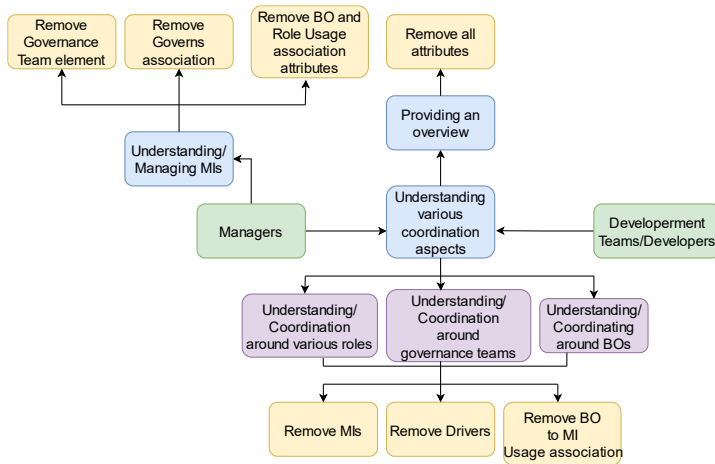 Remove
Governance
Team element
Remove
Governs
association
Remove BO and
Role Usage
association
attributes
Remove all
attributes
Providing an
overview
Understanding/
Managing MIs
Understanding
various
coordination
aspects
Managers
Developerment
Teams/Developers
Understanding/
Coordination
around various roles
Understanding/
Coordination
around
governance teams
Understanding/
Coordinating
around BOs
Remove MIs
Remove Drivers
Remove BO
to MI
Usage association